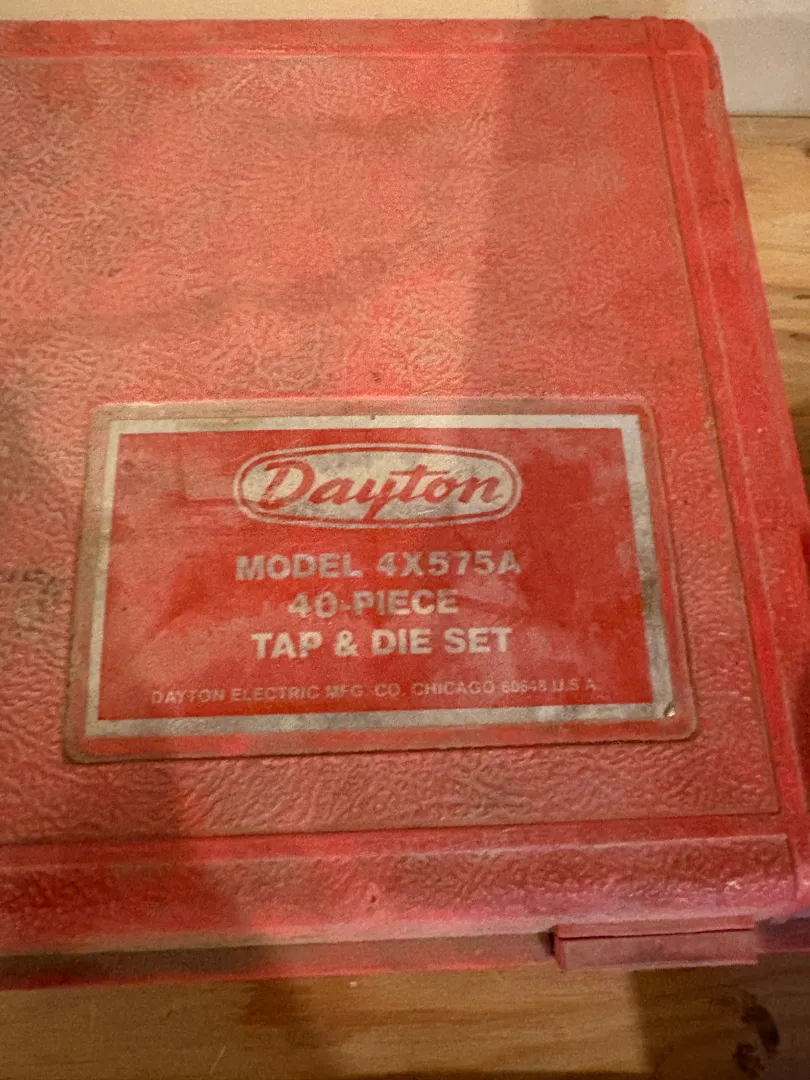 Dayton
MODEL 4X575A
40-PIECE
TAP & DIE SET
DAYTON ELECTRIC MFG. CO. CHICAGO 60648 U.S.A.